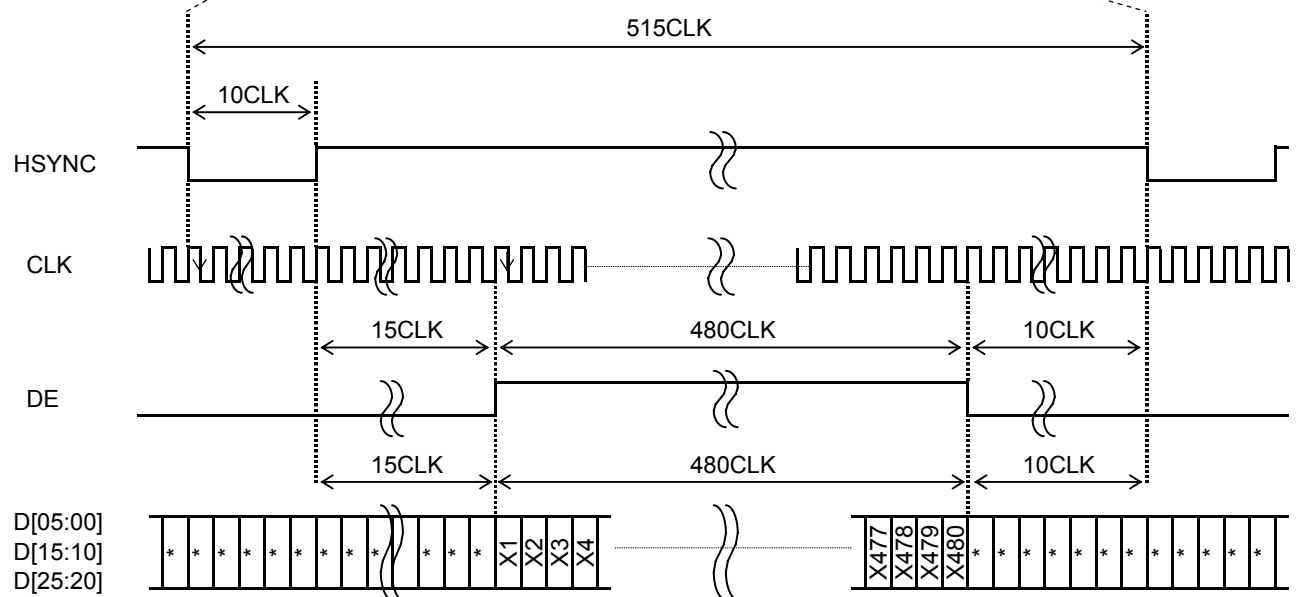 515CLK
10CLK
HSYNC
CLK
15CLK 480CLK 10CLK
DE
15CLK 480CLK 10CLK
D[05:00]
D[15:10]
D[25:20]
* * * * * * * * * * * * X1 X2 X3 X4 X477 X478 X479 X480 * * * * * * * * * * * *